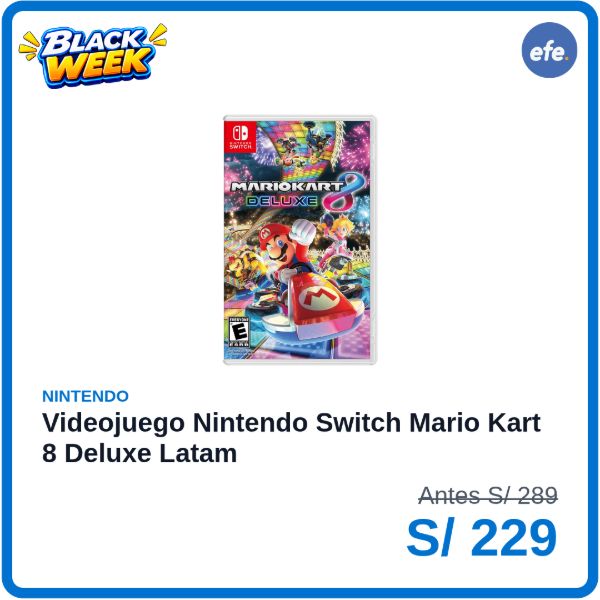 BLACK
WEEK
efe.
NINTENDO
SWITCH
MARIOKART 8
DELUXE
EVERYONE
E
NINTENDO
Videojuego Nintendo Switch Mario Kart
8 Deluxe Latam
Antes S/ 289
S/ 229